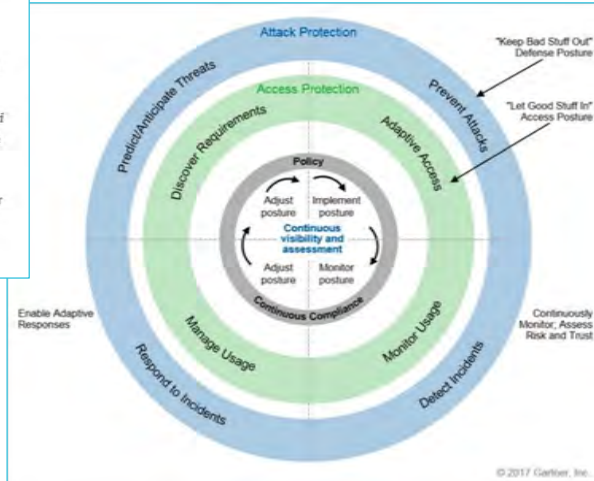 Attack Protection
"Keep Bad Stuff Out"
Defense Posture
Predict/Anticipate Threats
Prevent Attacks
Access Protection
"Let Good Stuff In"
Access Posture
Discover Requirements
Adaptive Access
Policy
Adjust
posture
Implement
posture
Continuous
visibility and
assessment
Adjust
posture
Monitor
posture
Continuous Compliance
Enable Adaptive
Responses
Continuously
Monitor; Assess
Risk and Trust
Manage Usage
Monitor Usage
Respond to Incidents
Detect Incidents
© 2017 Gartner, Inc.